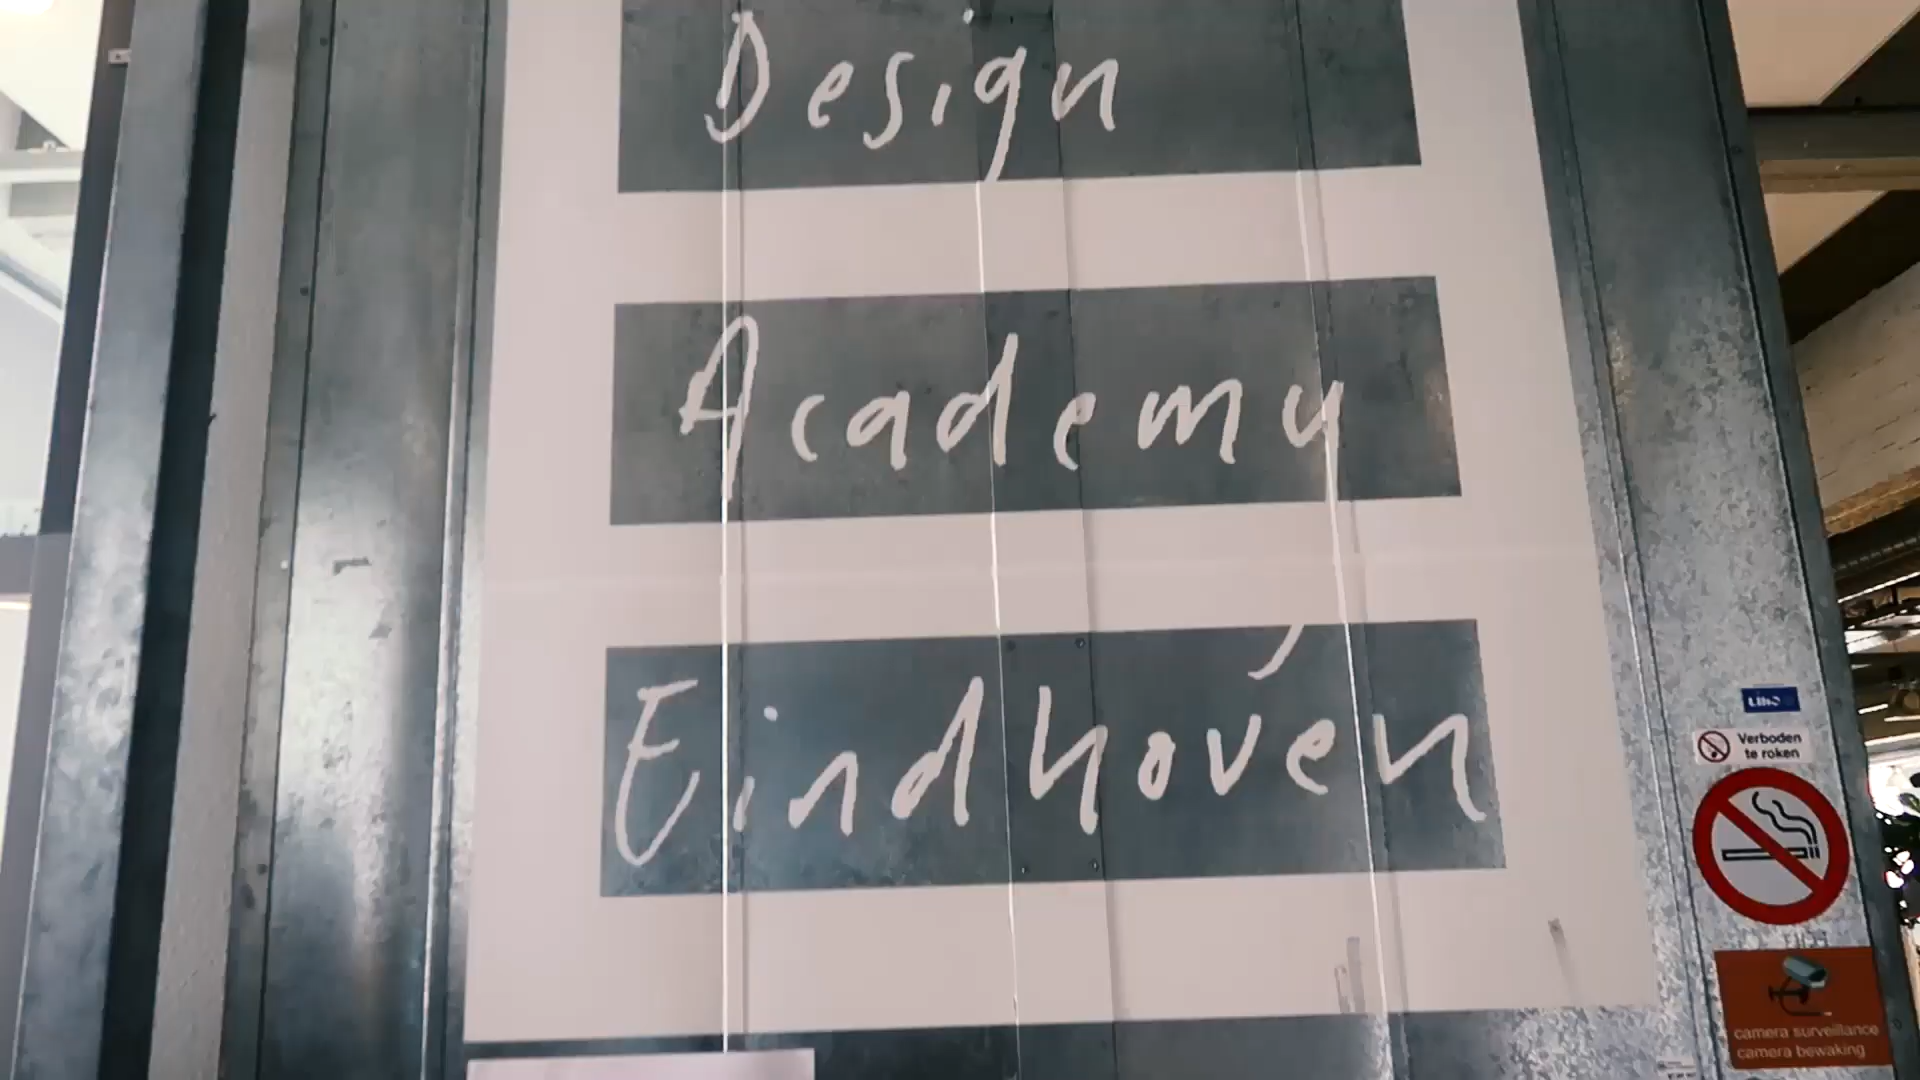 Design
Academy
Eindhoven
Verboden
te roken
camera surveillance
camera bewaking